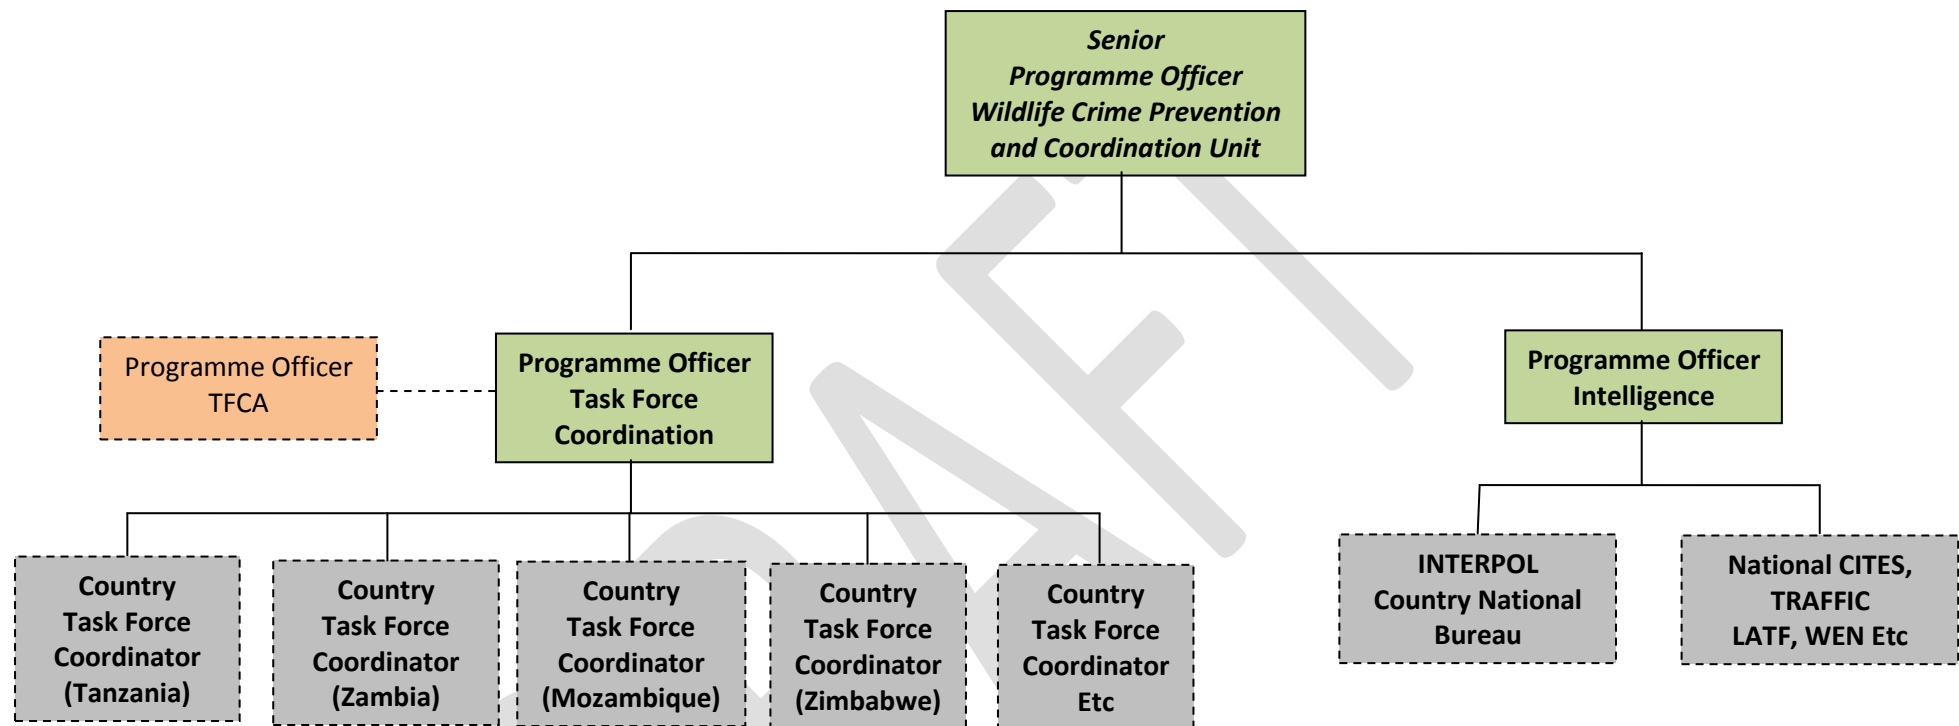 Senior
Programme Officer
Wildlife Crime Prevention
and Coordination Unit
Programme Officer
TFCA
Programme Officer
Task Force
Coordination
Programme Officer
Intelligence
Country
Task Force
Coordinator
(Tanzania)
Country
Task Force
Coordinator
(Zambia)
Country
Task Force
Coordinator
(Mozambique)
Country
Task Force
Coordinator
(Zimbabwe)
Country
Task Force
Coordinator
Etc
INTERPOL
Country National
Bureau
National CITES,
TRAFFIC
LATF, WEN Etc
DRAFT